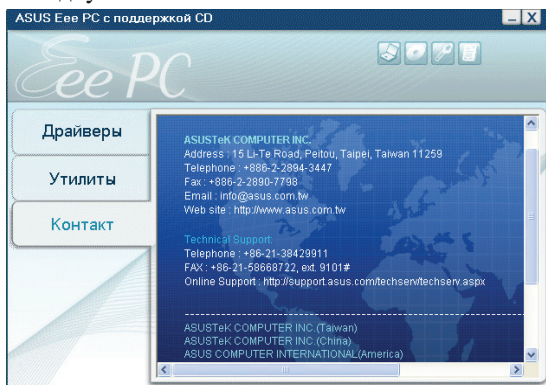 ASUS Eee PC с поддержкой CD
Eee PC
Драйверы
Утилиты
Контакт
ASUSTeK COMPUTER INC.
Address : 15 Li-Te Road, Peitou, Taipei, Taiwan 11259
Telephone : +886-2-2894-3447
Fax : +886-2-2890-7798
Email : info@asus.com.tw
Web site : http://www.asus.com.tw
Technical Support:
Telephone : +86-21-38429911
FAX : +86-21-58668722, ext. 9101#
Online Support : http://support.asus.com/techserv/techserv.aspx
ASUSTeK COMPUTER INC.(Taiwan)
ASUSTeK COMPUTER INC.(China)
ASUS COMPUTER INTERNATIONAL(America)